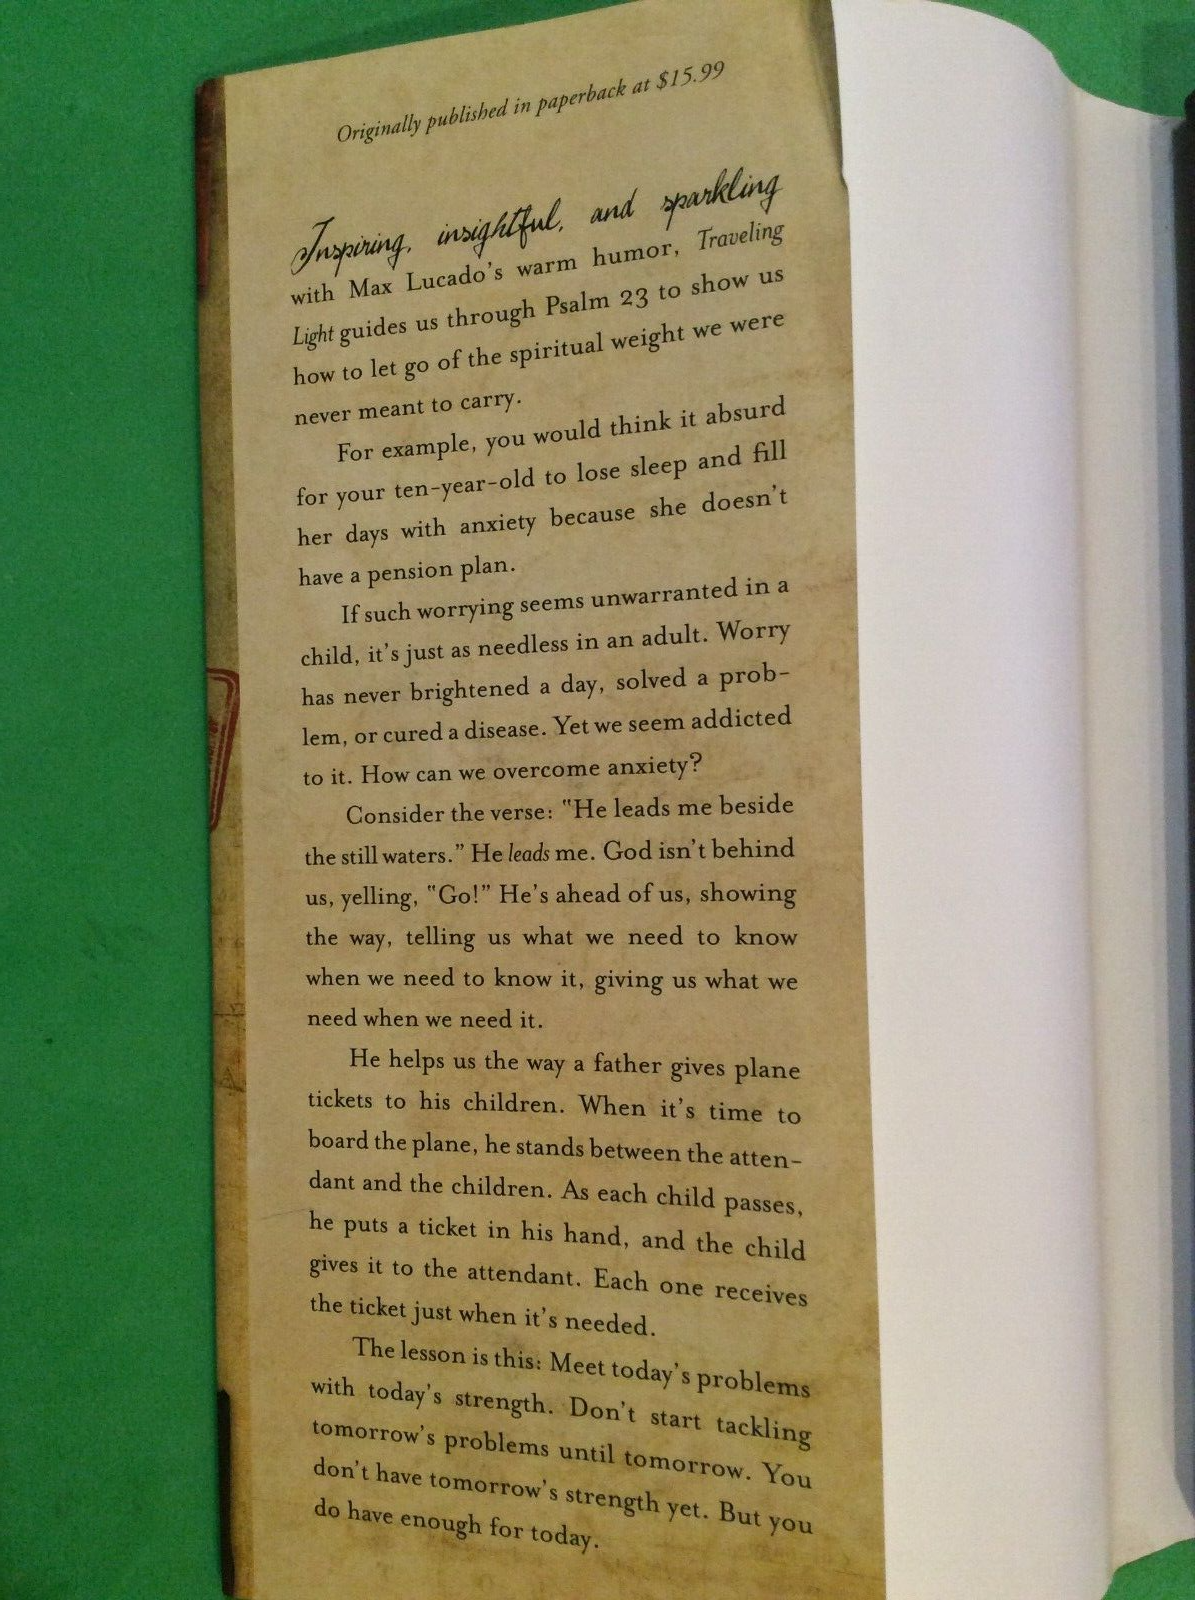 Originally published in paperback at $15.99
Inspiring, insightful, and sparkling
with Max Lucado's warm humor, Traveling
Light guides us through Psalm 23 to show us
how to let go of the spiritual weight we were
never meant to carry.
For example, you would think it absurd
for your ten-year-old to lose sleep and fill
her days with anxiety because she doesn't
have a pension plan.
If such worrying seems unwarranted in a
child, it's just as needless in an adult. Worry
has never brightened a day, solved a prob-
lem, or cured a disease. Yet we seem addicted
to it. How can we overcome anxiety?
Consider the verse: "He leads me beside
the still waters." He leads me. God isn't behind
us, yelling, "Go!" He's ahead of us, showing
the way, telling us what we need to know
when we need to know it, giving us what we
need when we need it.
He helps us the way a father gives plane
tickets to his children. When it's time to
board the plane, he stands between the atten-
dant and the children. As each child passes,
he puts a ticket in his hand, and the child
gives it to the attendant. Each one receives
the ticket just when it's needed.
The lesson is this: Meet today's problems
with today's strength. Don't start tackling
tomorrow's problems until tomorrow. You
don't have tomorrow's strength yet. But you
do have enough for today.